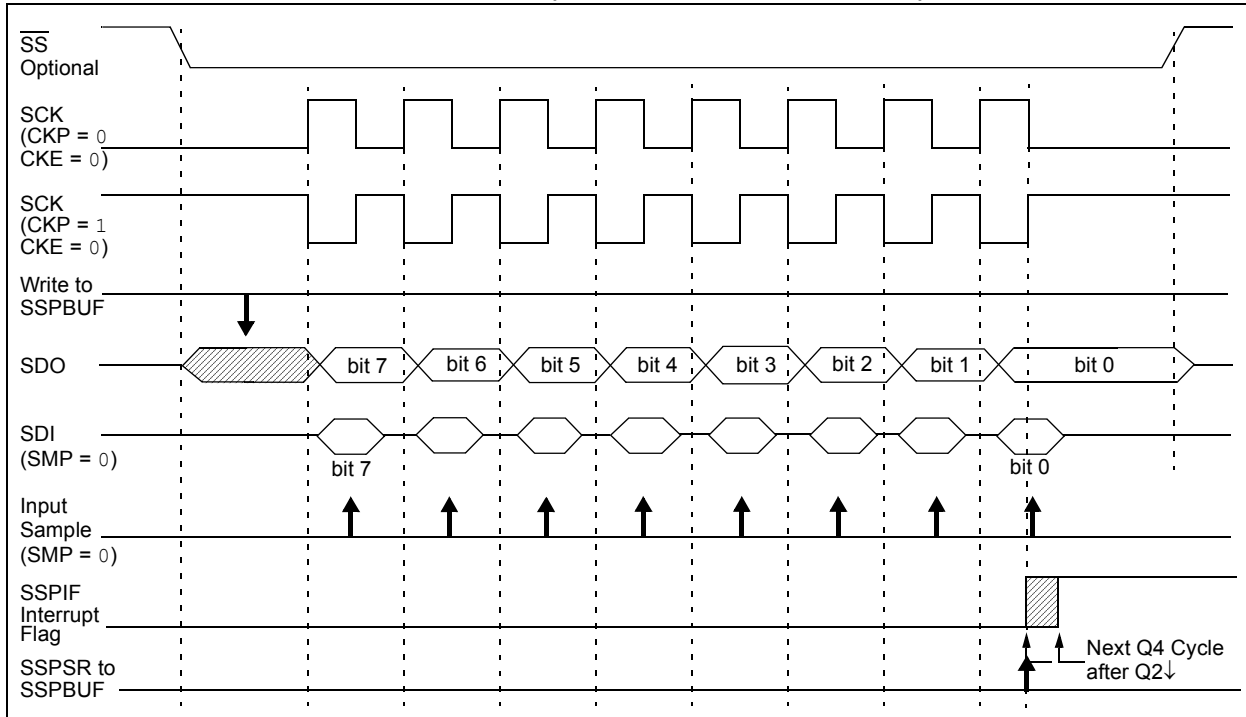 SS
Optional
SCK
(CKP = 0
CKE = 0)
SCK
(CKP = 1
CKE = 0)
Write to
SSPBUF
SDO
bit 7
bit 6
bit 5
bit 4
bit 3
bit 2
bit 1
bit 0
SDI
(SMP = 0)
bit 7
bit 0
Input
Sample
(SMP = 0)
SSPIF
Interrupt
Flag
Next Q4 Cycle
after Q2↓
SSPSR to
SSPBUF